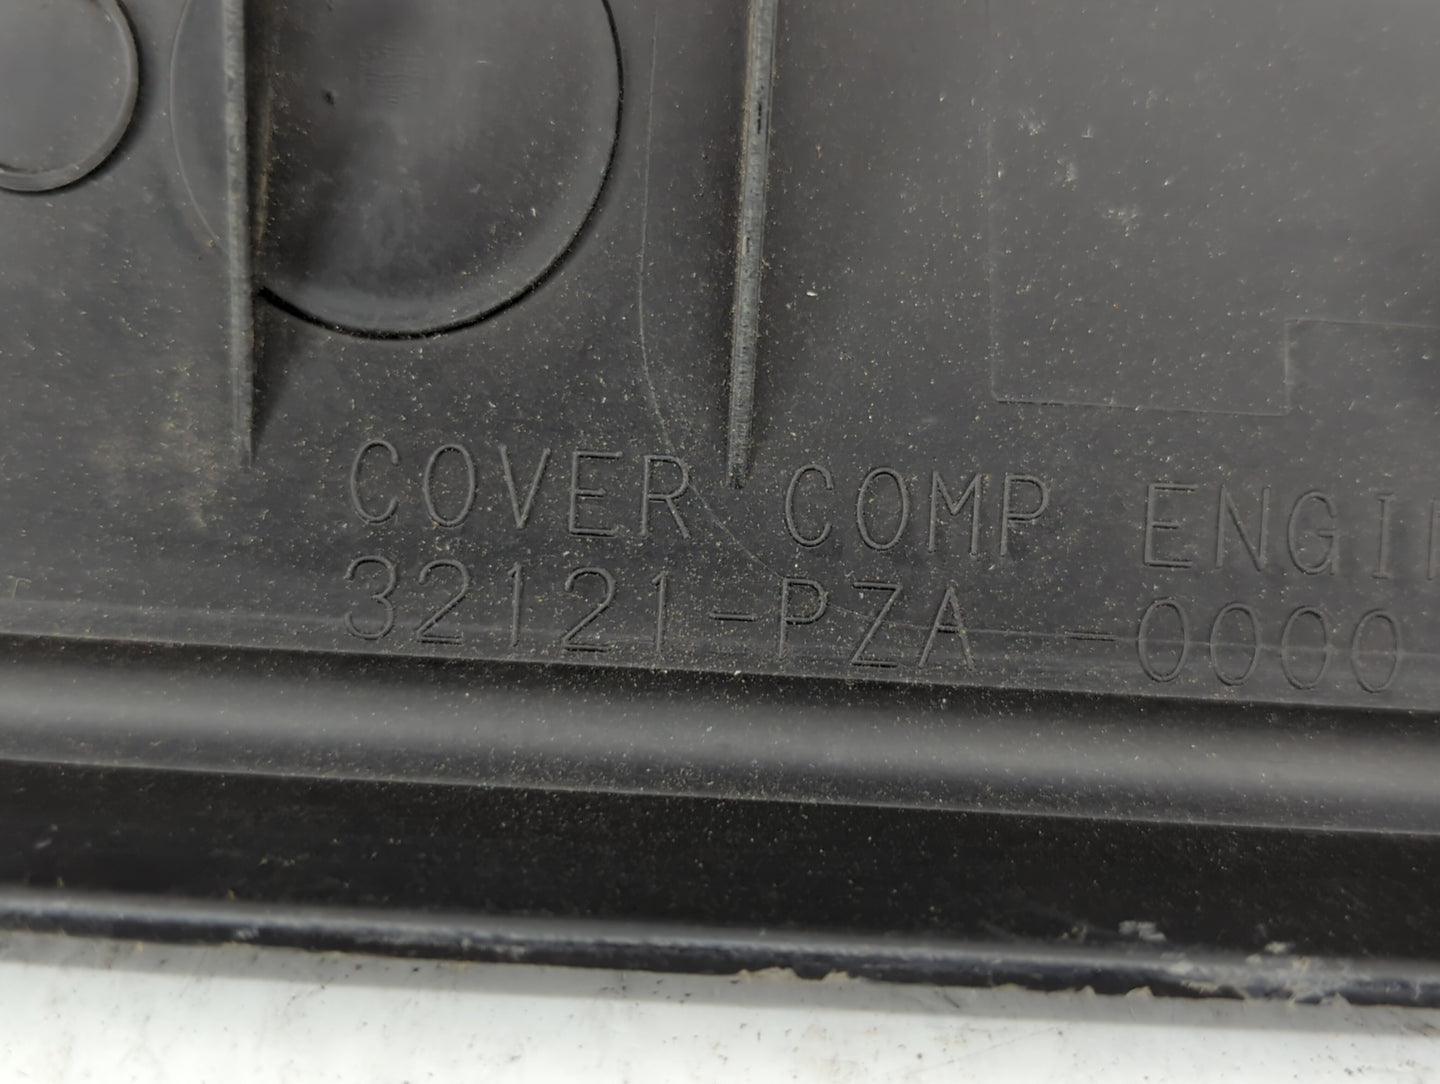 COVER COMP ENGI
32121-PZA -0000